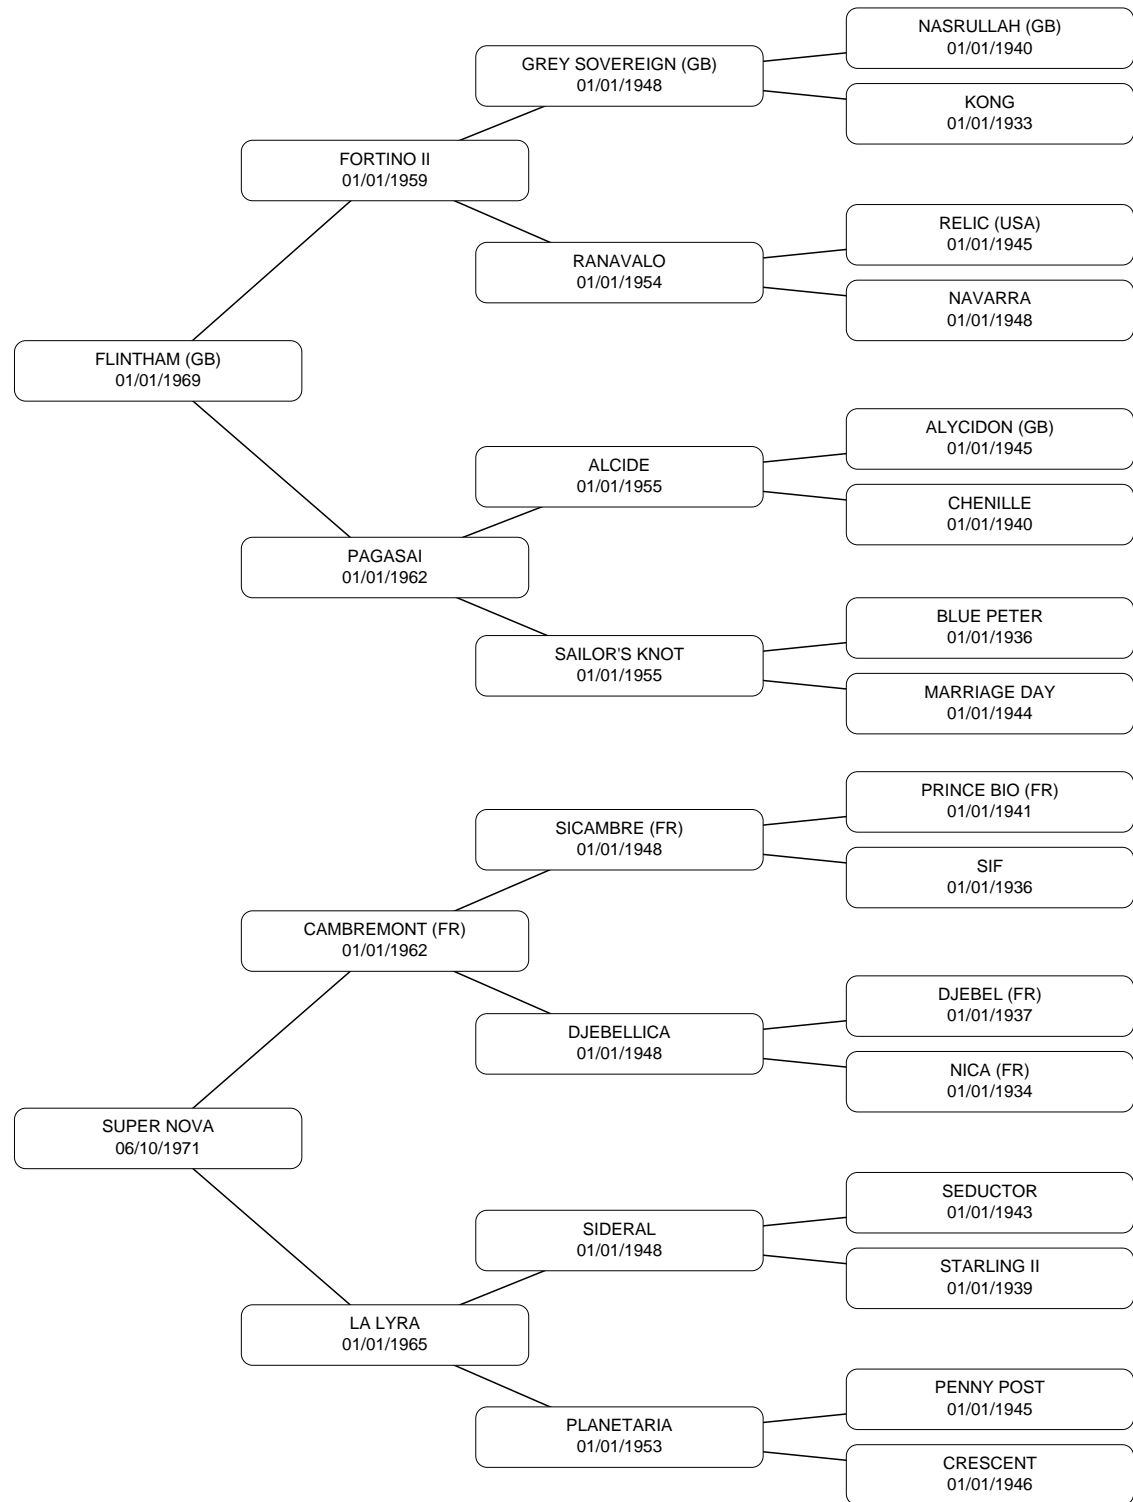 NASRULLAH (GB)
01/01/1940
GREY SOVEREIGN (GB)
01/01/1948
KONG
01/01/1933
FORTINO II
01/01/1959
RELIC (USA)
01/01/1945
RANAVALO
01/01/1954
NAVARRA
01/01/1948
FLINTHAM (GB)
01/01/1969
ALYCIDON (GB)
01/01/1945
ALCIDE
01/01/1955
CHENILLE
01/01/1940
PAGASAI
01/01/1962
BLUE PETER
01/01/1936
SAILOR'S KNOT
01/01/1955
MARRIAGE DAY
01/01/1944
PRINCE BIO (FR)
01/01/1941
SICAMBRE (FR)
01/01/1948
SIF
01/01/1936
CAMBREMONT (FR)
01/01/1962
DJEBEL (FR)
01/01/1937
DJEBELLICA
01/01/1948
NICA (FR)
01/01/1934
SUPER NOVA
06/10/1971
SEDUCTOR
01/01/1943
SIDERAL
01/01/1948
STARLING II
01/01/1939
LA LYRA
01/01/1965
PENNY POST
01/01/1945
PLANETARIA
01/01/1953
CRESCENT
01/01/1946